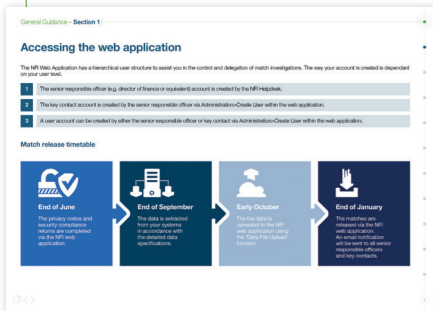 General Guidance – Section 1
Accessing the web application
The NFI Web Application has a hierarchical user structure to assist you in the control and delegation of match investigations. The way your account is created is dependant
on your user level.
1 The senior responsible officer (e.g. director of finance or equivalent) account is created by the NFI Helpdesk.
2 The key contact account is created by the senior responsible officer via Administration>Create User within the web application.
3 A user account can be created by either the senior responsible officer or key contact via Administration>Create User within the web application.
Match release timetable
End of June
The privacy notice and
security compliance
returns are completed
via the NFI web
application.
End of September
The data is extracted
from your systems
in accordance with
the detailed data
specifications.
Early October
The live data is
uploaded to the NFI
web application using
the 'Data File Upload'
function.
End of January
The matches are
released via the NFI
web application.
An email notification
will be sent to all senior
responsible officers
and key contacts.